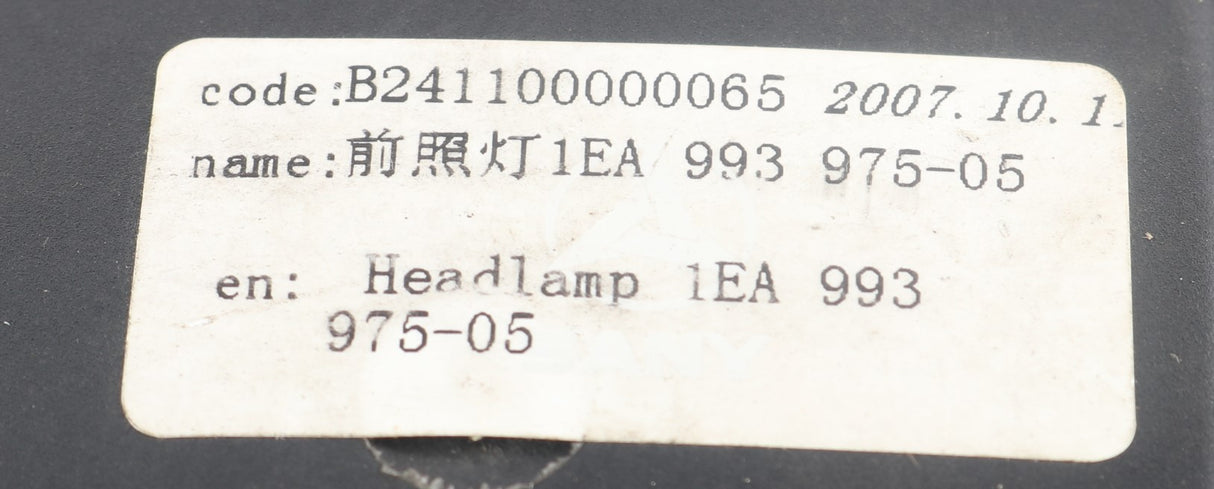 code:B241100000065 2007.10.1
name:前照灯1EA 993 975-05
en: Headlamp 1EA 993
975-05
SANY